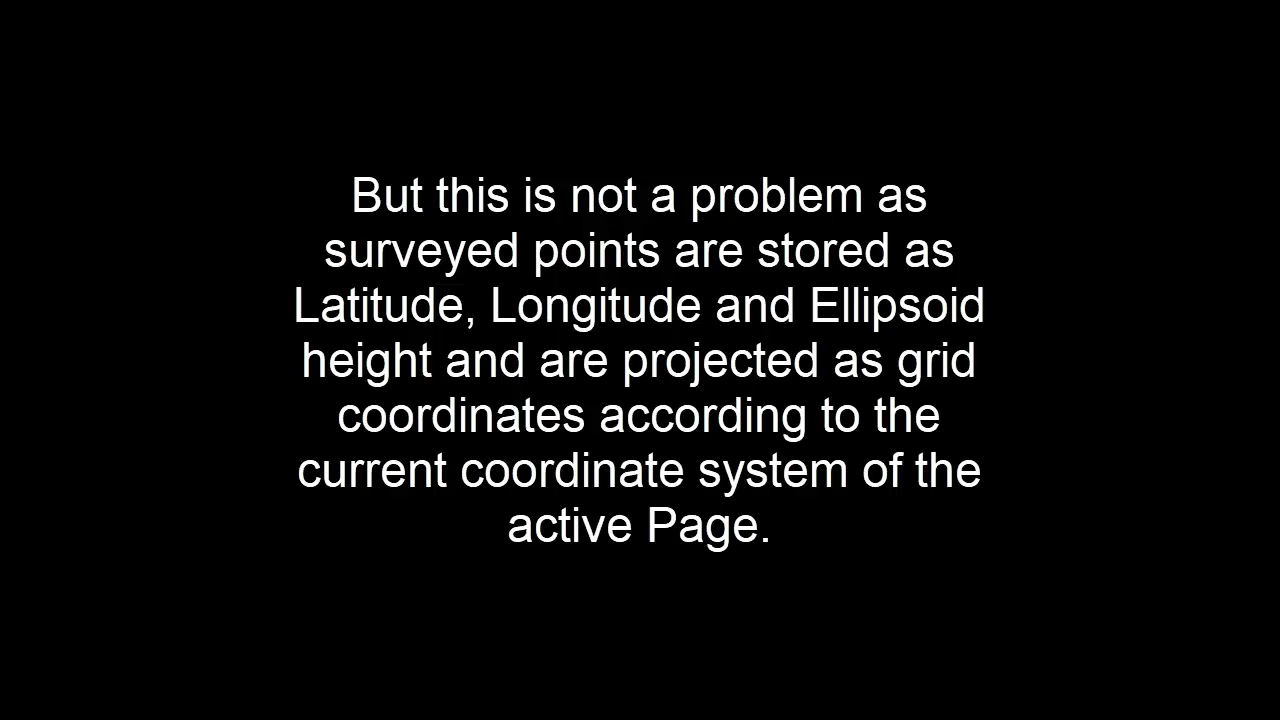 But this is not a problem as
surveyed points are stored as
Latitude, Longitude and Ellipsoid
height and are projected as grid
coordinates according to the
current coordinate system of the
active Page.